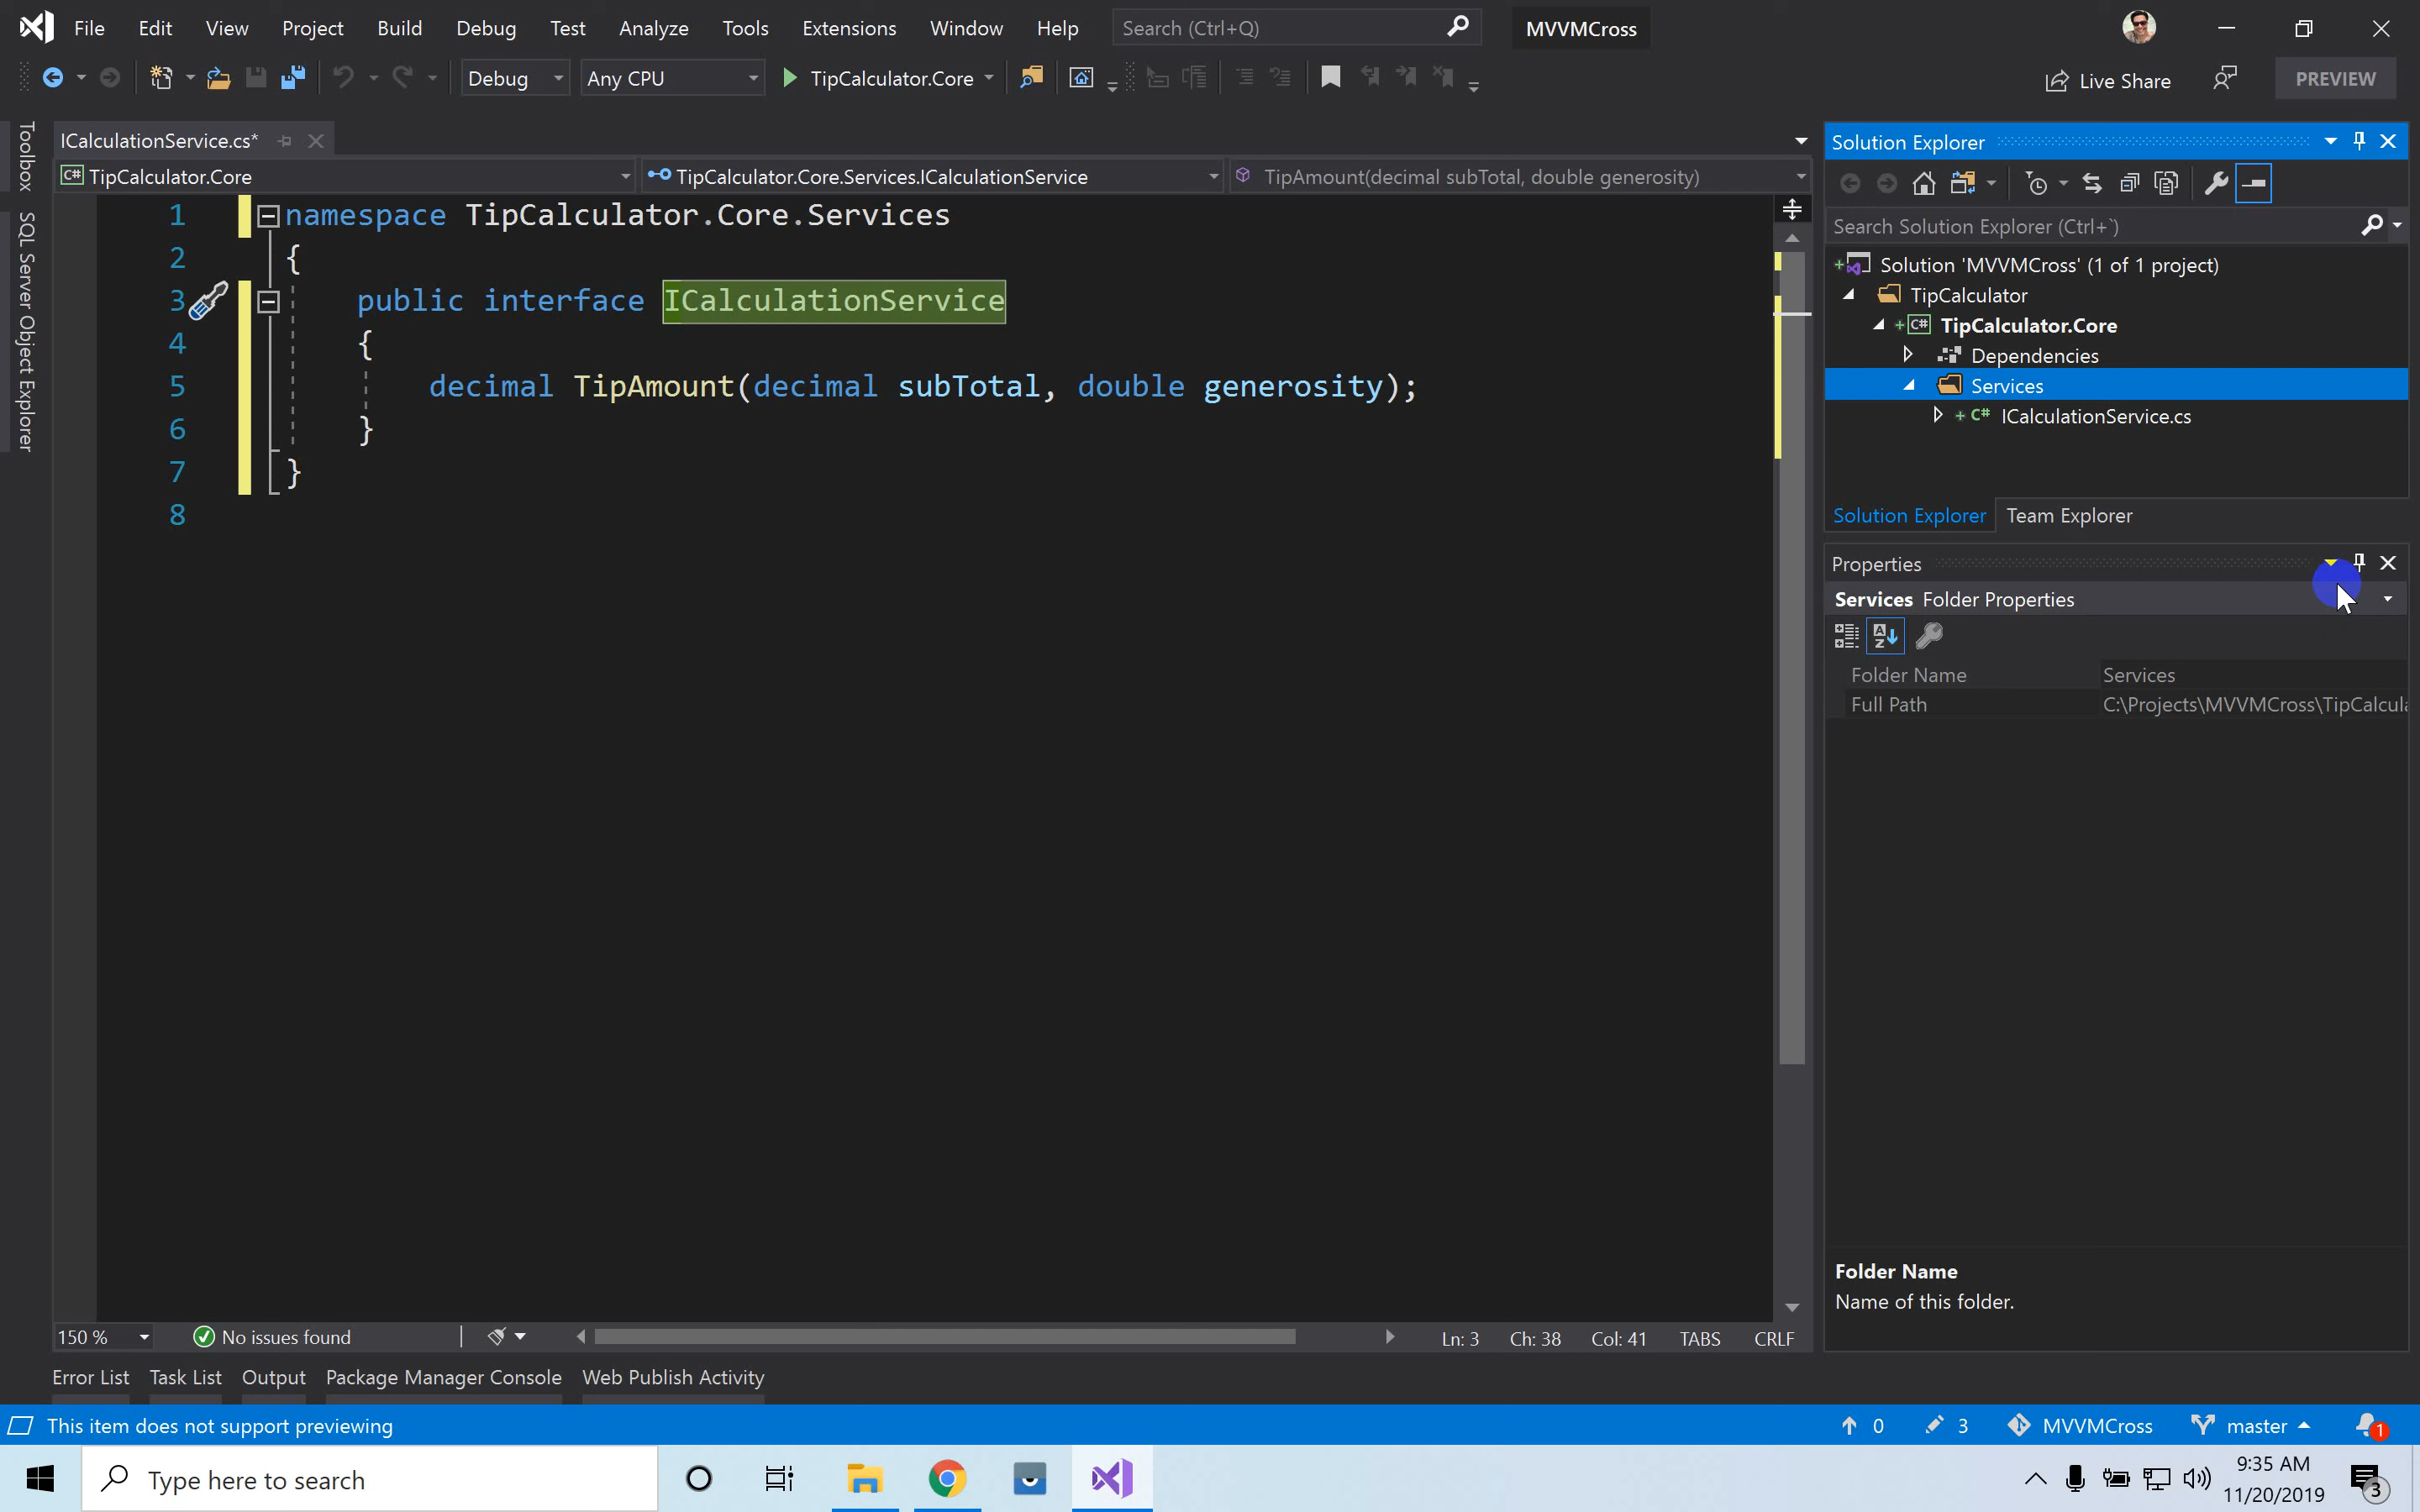 File Edit View Project Build Debug Test Analyze Tools Extensions Window Help Search (Ctrl+Q) MVVMCross
Debug Any CPU TipCalculator.Core Live Share PREVIEW
Toolbox
SQL Server Object Explorer
ICalculationService.cs*
C# TipCalculator.Core TipCalculator.Core.Services.ICalculationService TipAmount(decimal subTotal, double generosity)
1 namespace TipCalculator.Core.Services
2 {
3 public interface ICalculationService
4 {
5 decimal TipAmount(decimal subTotal, double generosity);
6 }
7 }
8
150 % No issues found Ln: 3 Ch: 38 Col: 41 TABS CRLF
Solution Explorer
Search Solution Explorer (Ctrl+`)
Solution 'MVVMCross' (1 of 1 project)
TipCalculator
C# TipCalculator.Core
Dependencies
Services
C# ICalculationService.cs
Solution Explorer Team Explorer
Properties
Services Folder Properties
Folder Name Services
Full Path C:\Projects\MVVMCross\TipCalcul
Folder Name
Name of this folder.
Error List Task List Output Package Manager Console Web Publish Activity
This item does not support previewing 0 3 MVVMCross master 1
Type here to search 9:35 AM
11/20/2019 3